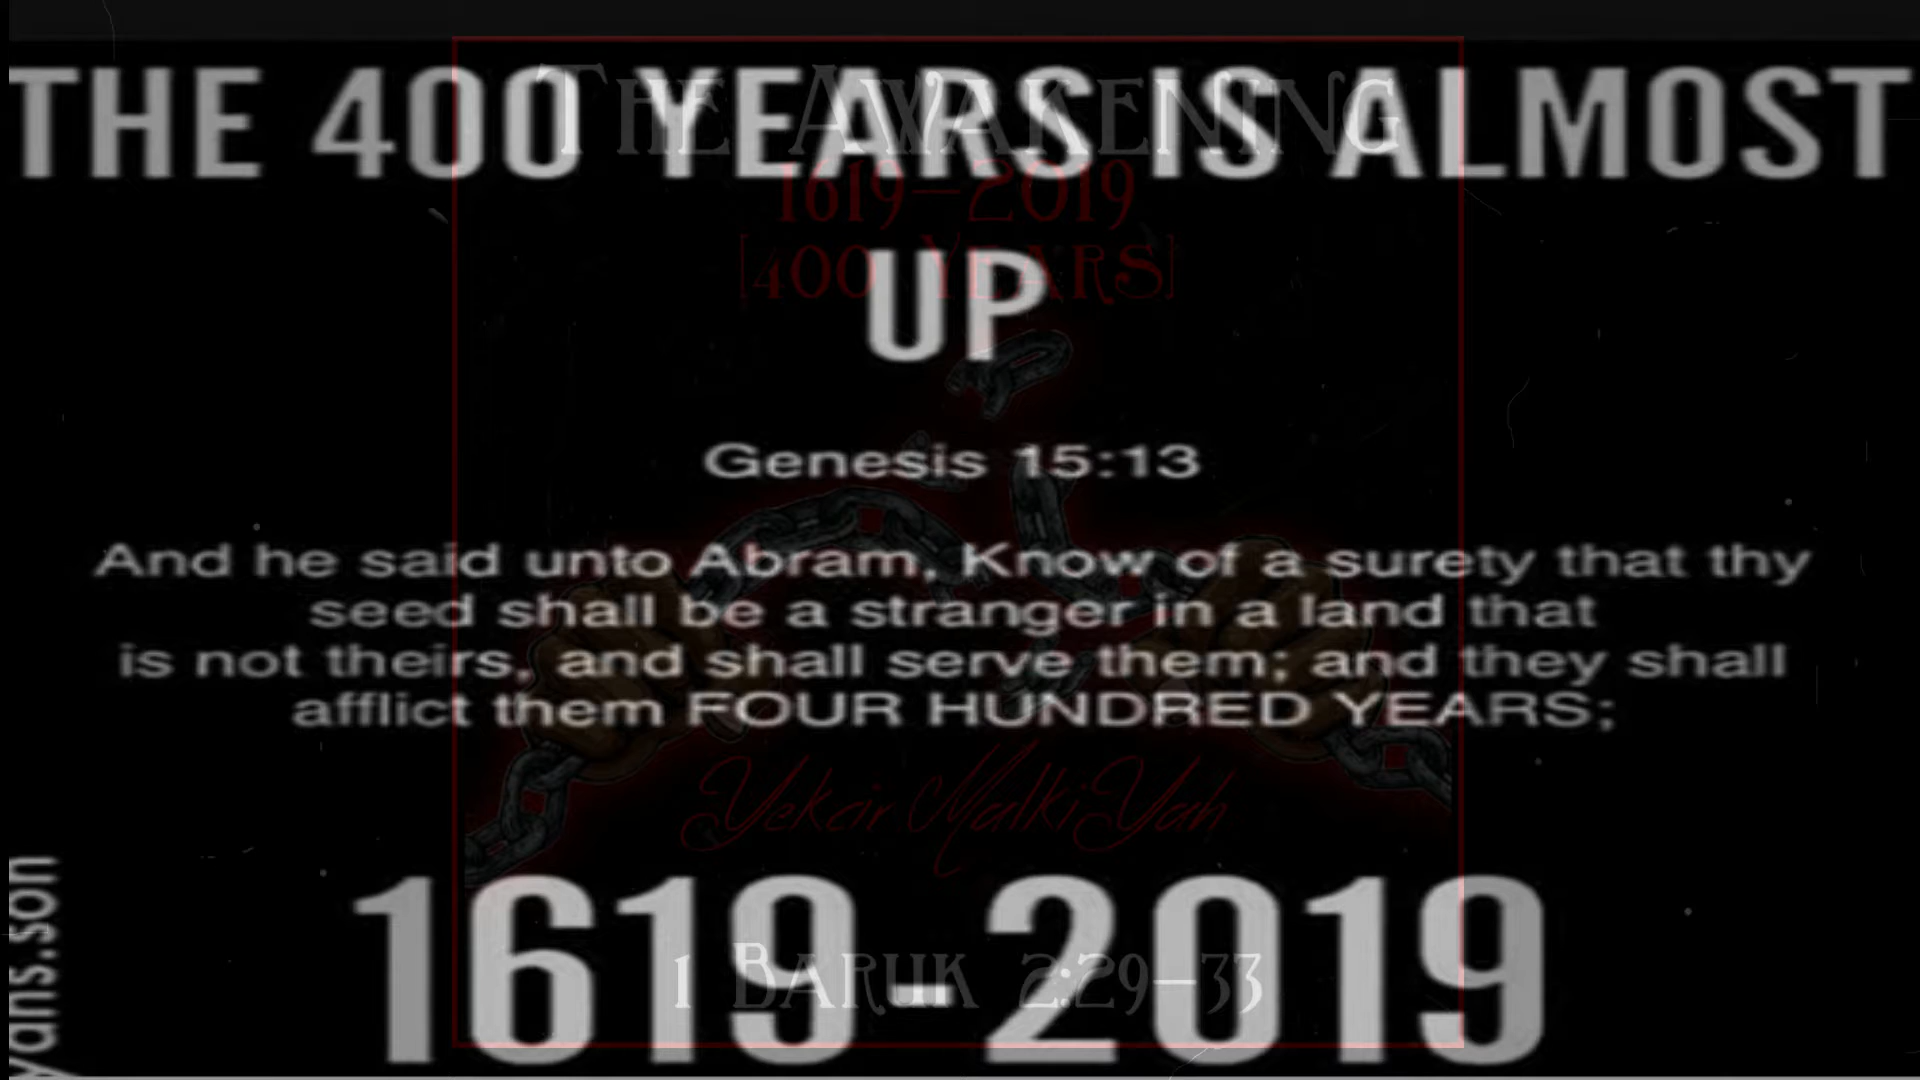 THE 400 YEARS IS ALMOST
UP
Genesis 15:13
And he said unto Abram, Know of a surety that thy
seed shall be a stranger in a land that
is not theirs, and shall serve them; and they shall
afflict them FOUR HUNDRED YEARS;
1619-2019
The Awakening
1619-2019
[400 Years]
Yekar MalkiYah
1 Baruk 2:29-33
yans.son